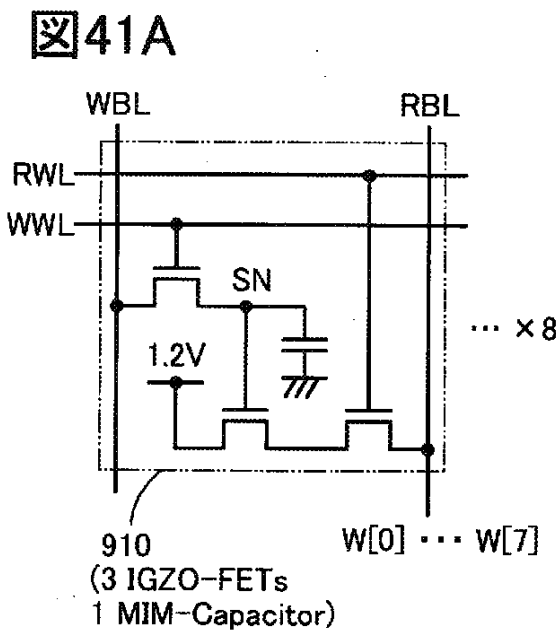 図41A
WBL
RBL
RWL
WWL
SN
… ×8
1.2V
910
(3 IGZO-FETs
1 MIM-Capacitor)
W[0] … W[7]